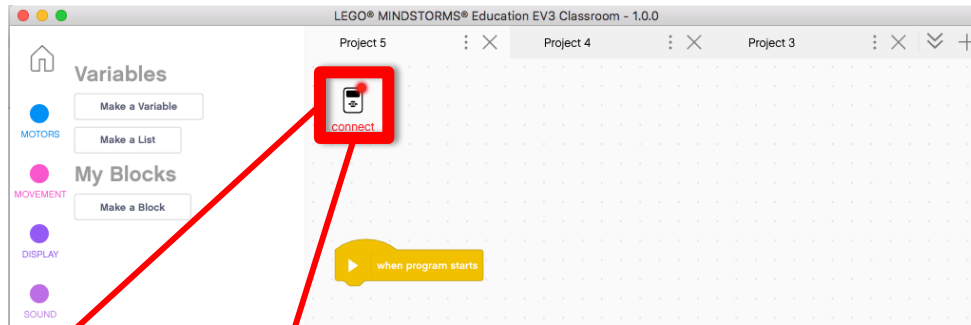 LEGO® MINDSTORMS® Education EV3 Classroom - 1.0.0
Project 5
Project 4
Project 3
Variables
Make a Variable
Make a List
My Blocks
Make a Block
MOTORS
MOVEMENT
DISPLAY
SOUND
connect
when program starts